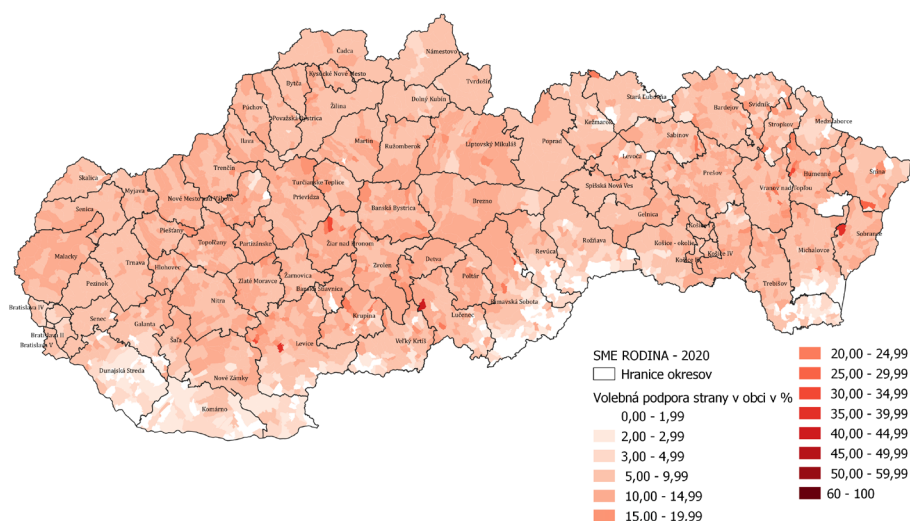 Čadca
Námestovo
Kysucké Nové Mesto
Tvrdošín
Bytča
Dolný Kubín
Stará Ľubovňa
Bardejov
Svidník
Medzilaborce
Stropkov
Púchov
Považská Bystrica
Žilina
Kežmarok
Sabinov
Ilava
Martin
Ružomberok
Liptovský Mikuláš
Poprad
Levoča
Prešov
Humenné
Snina
Vranov nad Topľou
Trenčín
Skalica
Myjava
Turčianske Teplice
Prievidza
Nové Mesto nad Váhom
Banská Bystrica
Brezno
Spišská Nová Ves
Gelnica
Senica
Piešťany
Topoľčany
Partizánske
Žiar nad Hronom
Zvolen
Detva
Revúca
Rožňava
Košice - okolie
Košice IV
Michalovce
Sobrance
Malacky
Trnava
Hlohovec
Pezinok
Zlaté Moravce
Žarnovica
Banská Štiavnica
Poltár
Rimavská Sobota
Trebišov
Nitra
Krupina
Lučenec
Bratislava IV
Senec
Galanta
Šaľa
Levice
Veľký Krtíš
Bratislava II
Bratislava V
Dunajská Streda
Nové Zámky
Komárno
SME RODINA - 2020
Hranice okresov
Volebná podpora strany v obci v %
0,00 - 1,99
2,00 - 2,99
3,00 - 4,99
5,00 - 9,99
10,00 - 14,99
15,00 - 19,99
20,00 - 24,99
25,00 - 29,99
30,00 - 34,99
35,00 - 39,99
40,00 - 44,99
45,00 - 49,99
50,00 - 59,99
60 - 100